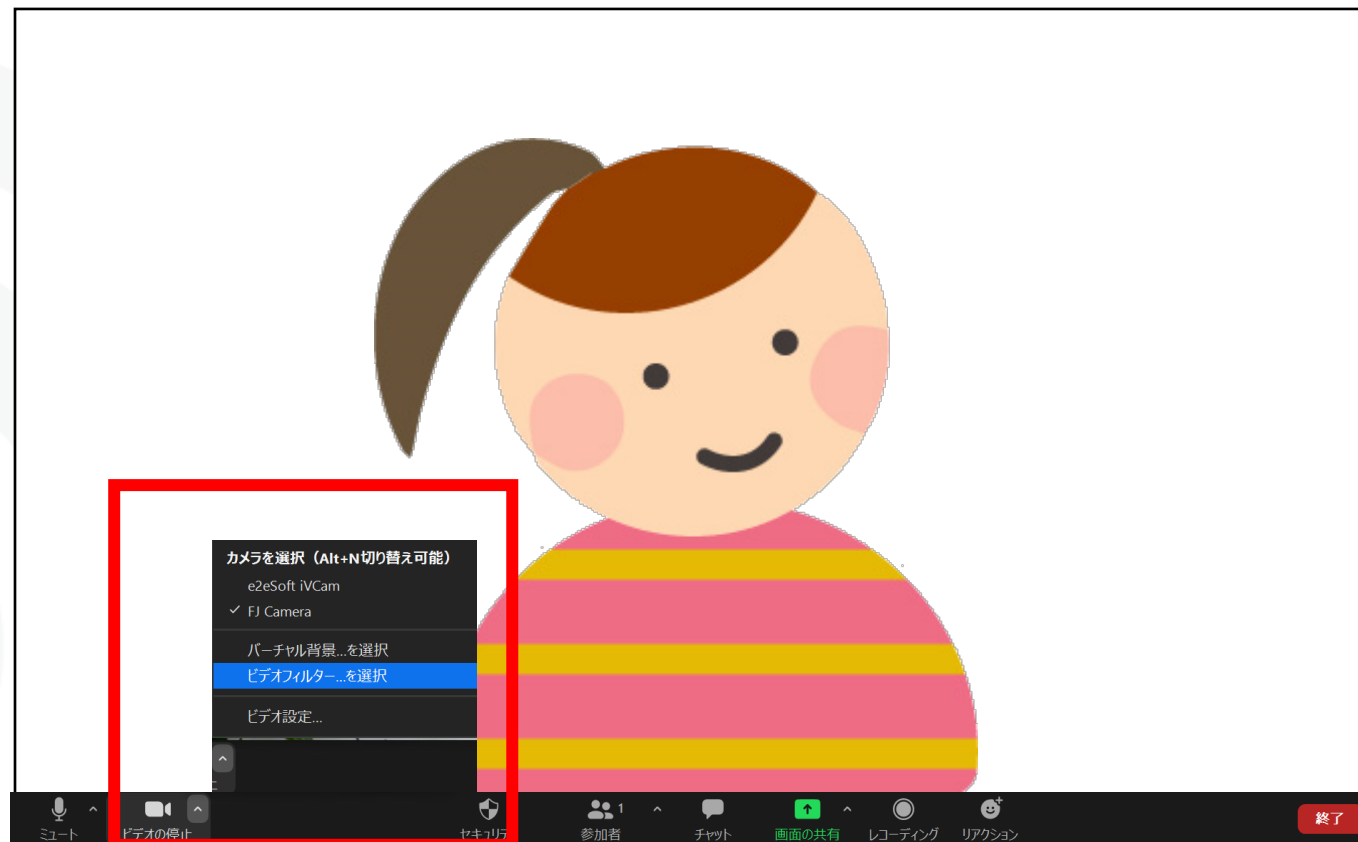 カメラを選択（Alt+N切り替え可能）
e2eSoft iVCam
FJ Camera
バーチャル背景...を選択
ビデオフィルター...を選択
ビデオ設定...
ミュート
ビデオの停止
セキュリテ
参加者
1
チャット
画面の共有
レコーディング
リアクション
終了